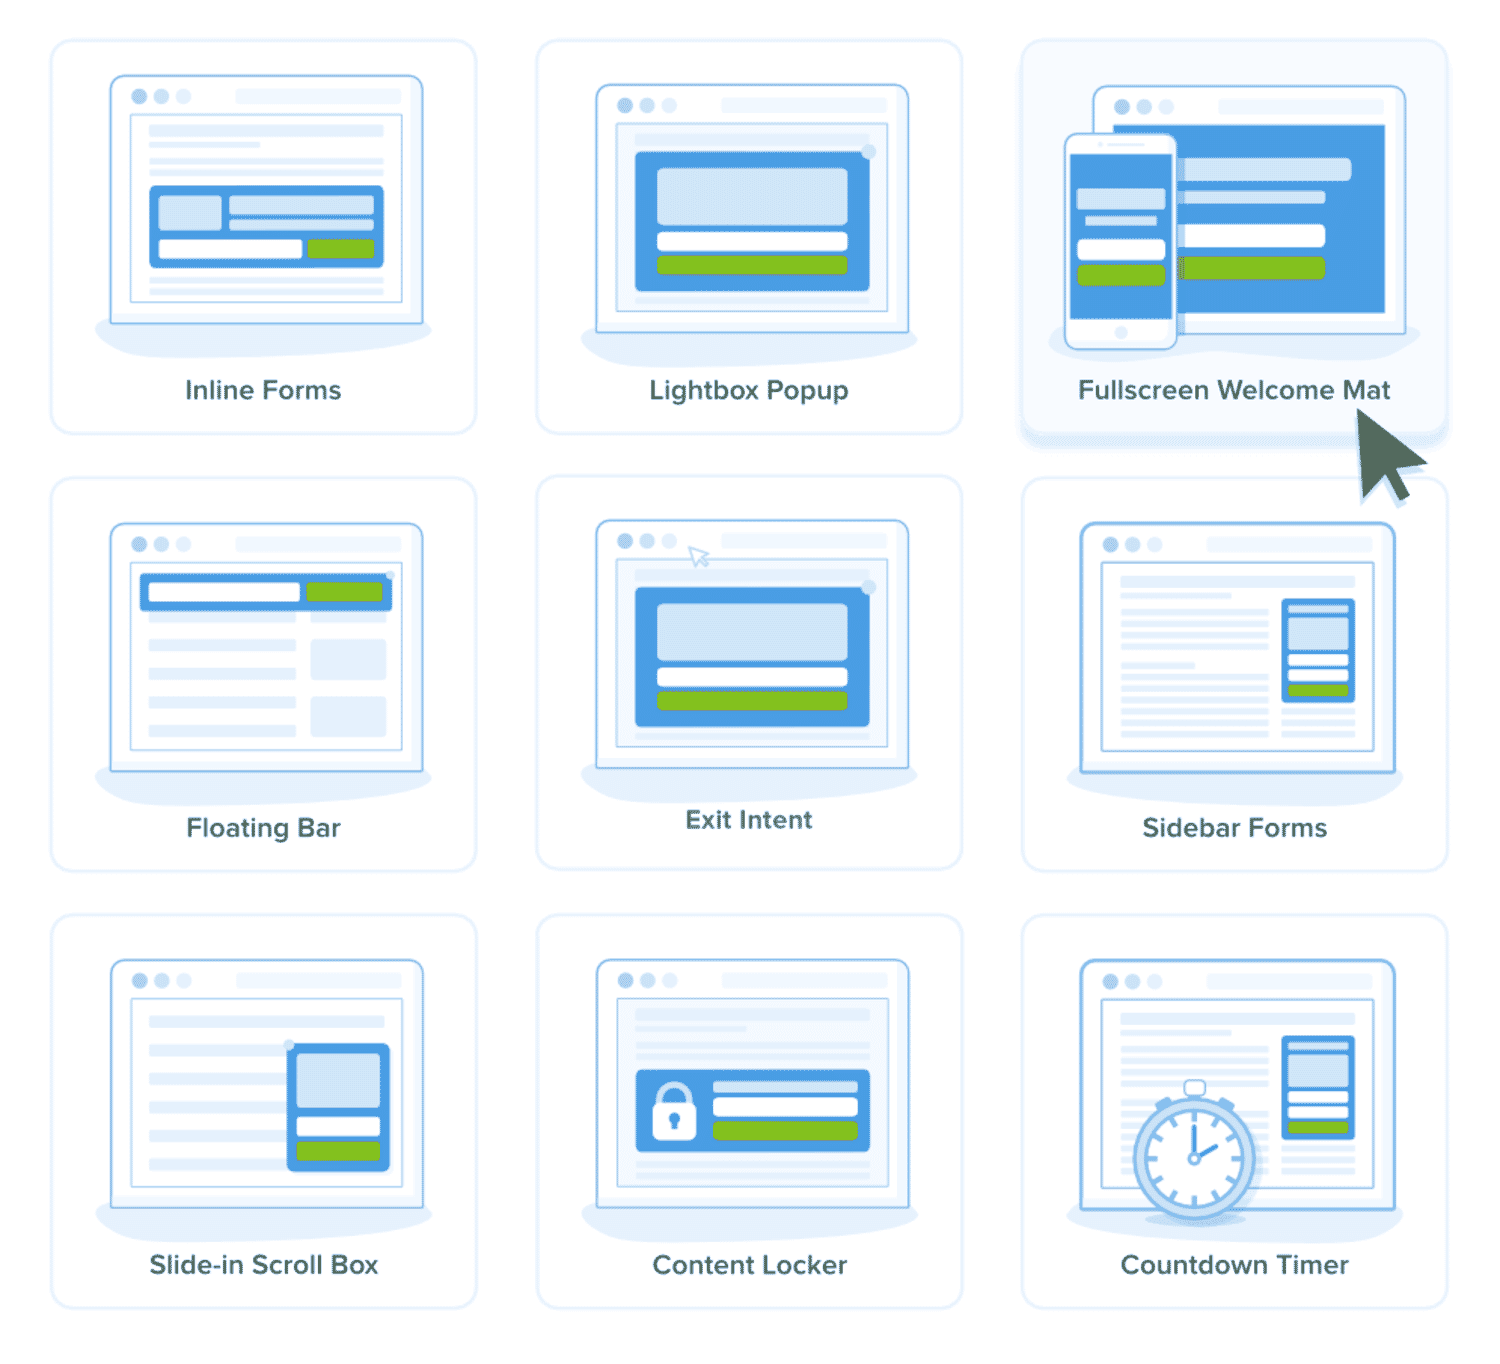 Inline Forms
Lightbox Popup
Fullscreen Welcome Mat
Floating Bar
Exit Intent
Sidebar Forms
Slide-in Scroll Box
Content Locker
Countdown Timer